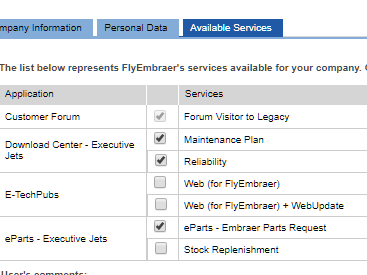 mpany Information Personal Data Available Services
The list below represents FlyEmbraer's services available for your company.
Application Services
Customer Forum Forum Visitor to Legacy
Download Center - Executive Jets
Maintenance Plan
Reliability
E-TechPubs
Web (for FlyEmbraer)
Web (for FlyEmbraer) + WebUpdate
eParts - Executive Jets
eParts - Embraer Parts Request
Stock Replenishment
User's comments: